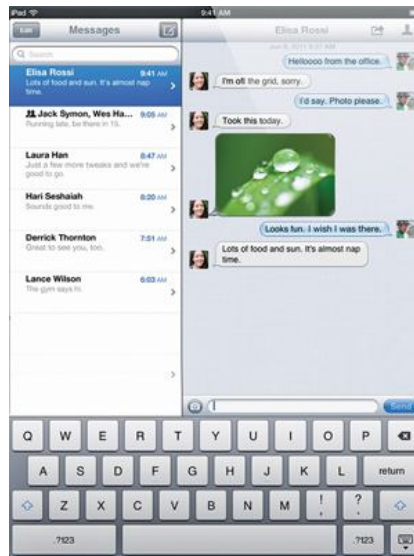 iPad
9:41 AM
Edit
Messages
Elisa Rossi
Search
Elisa Rossi 9:41 AM
Lots of food and sun. It's almost nap
time.
Jack Symon, Wes Ha... 9:05 AM
Running late, be there in 15.
Laura Han 8:47 AM
Just a few more tweaks and we're
good to go.
Hari Seshaiah 8:20 AM
Sounds good to me.
Derrick Thornton 7:51 AM
Great to see you, too.
Lance Wilson 6:03 AM
The gym says hi.
Helloooo from the office.
I'm off the grid, sorry.
I'd say. Photo please.
Took this today.
Looks fun. I wish I was there.
Lots of food and sun. It's almost nap
time.
Send
Q W E R T Y U I O P
A S D F G H J K L return
Z X C V B N M ! , ? .
.?123 .?123